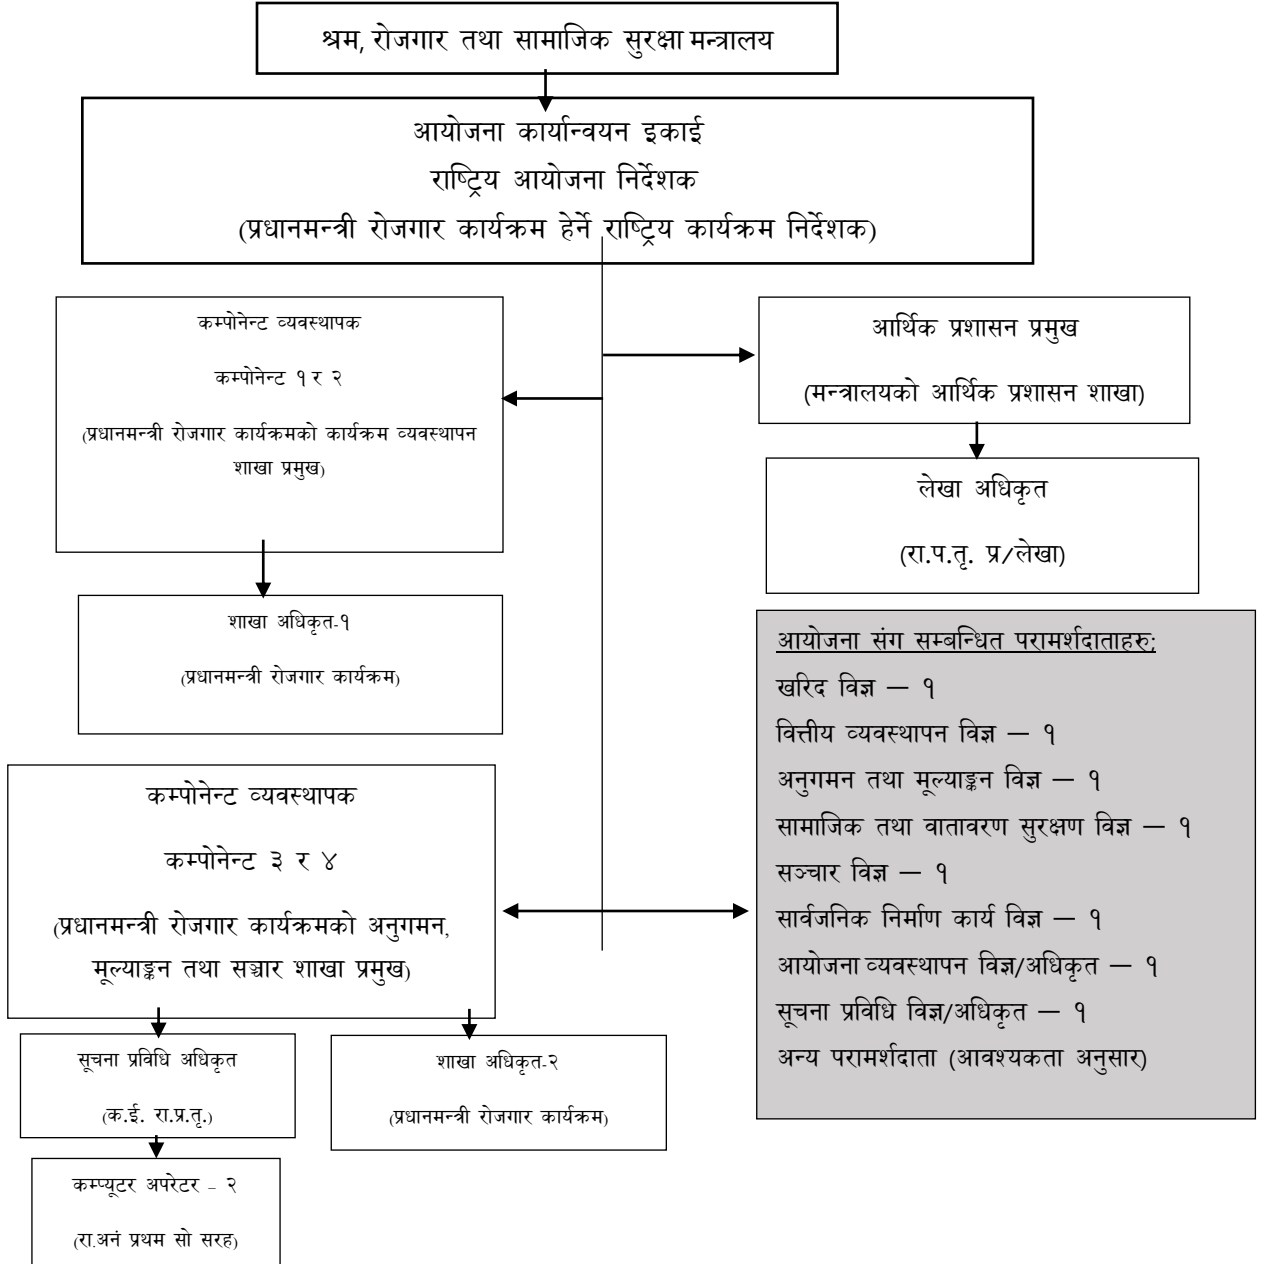 श्रम, रोजगार तथा सामाजिक सुरक्षा मन्त्रालय
आयोजना कार्यान्वयन इकाई
राष्ट्रिय आयोजना निर्देशक
(प्रधानमन्त्री रोजगार कार्यक्रम हेर्ने राष्ट्रिय कार्यक्रम निर्देशक)
कम्पोनेन्ट व्यवस्थापक
कम्पोनेन्ट १ र २
(प्रधानमन्त्री रोजगार कार्यक्रमको कार्यक्रम व्यवस्थापन
शाखा प्रमुख)
आर्थिक प्रशासन प्रमुख
(मन्त्रालयको आर्थिक प्रशासन शाखा)
लेखा अधिकृत
(रा.प.तृ. प्र/लेखा)
शाखा अधिकृत-१
(प्रधानमन्त्री रोजगार कार्यक्रम)
आयोजना संग सम्बन्धित परामर्शदाताहरु;
खरिद विज्ञ — १
वित्तीय व्यवस्थापन विज्ञ — १
अनुगमन तथा मूल्याङ्कन विज्ञ — १
सामाजिक तथा वातावरण सुरक्षण विज्ञ — १
सञ्चार विज्ञ — १
सार्वजनिक निर्माण कार्य विज्ञ — १
आयोजना व्यवस्थापन विज्ञ/अधिकृत — १
सूचना प्रविधि विज्ञ/अधिकृत — १
अन्य परामर्शदाता (आवश्यकता अनुसार)
कम्पोनेन्ट व्यवस्थापक
कम्पोनेन्ट ३ र ४
(प्रधानमन्त्री रोजगार कार्यक्रमको अनुगमन,
मूल्याङ्कन तथा सञ्चार शाखा प्रमुख)
सूचना प्रविधि अधिकृत
(क.ई. रा.प्र.तृ.)
शाखा अधिकृत-२
(प्रधानमन्त्री रोजगार कार्यक्रम)
कम्प्यूटर अपरेटर – २
(रा.अनं प्रथम सो सरह)